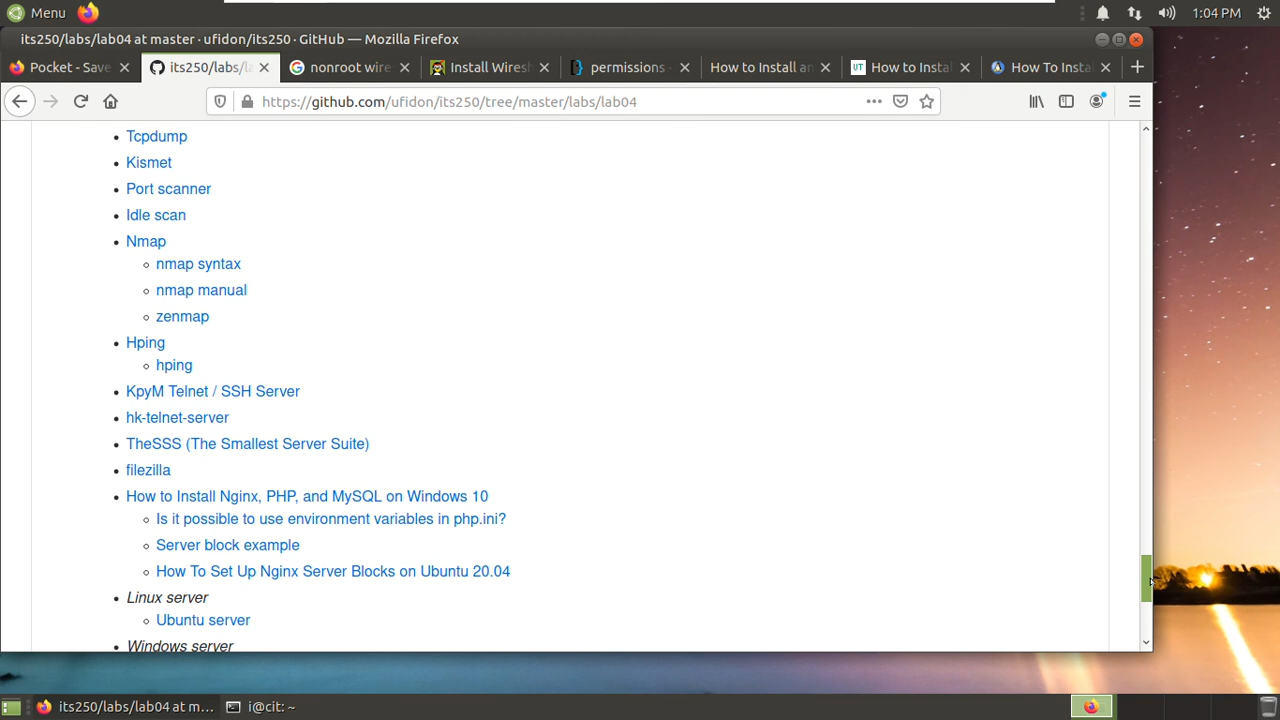 Menu
1:04 PM
its250/labs/lab04 at master · ufidon/its250 · GitHub — Mozilla Firefox
Pocket - Save
its250/labs/la
nonroot wire
Install Wiresh
permissions -
How to Install an
How to Insta
How To Insta
https://github.com/ufidon/its250/tree/master/labs/lab04
Tcpdump
Kismet
Port scanner
Idle scan
Nmap
nmap syntax
nmap manual
zenmap
Hping
hping
KpyM Telnet / SSH Server
hk-telnet-server
TheSSS (The Smallest Server Suite)
filezilla
How to Install Nginx, PHP, and MySQL on Windows 10
Is it possible to use environment variables in php.ini?
Server block example
How To Set Up Nginx Server Blocks on Ubuntu 20.04
Linux server
Ubuntu server
Windows server
its250/labs/lab04 at m...
i@cit: ~